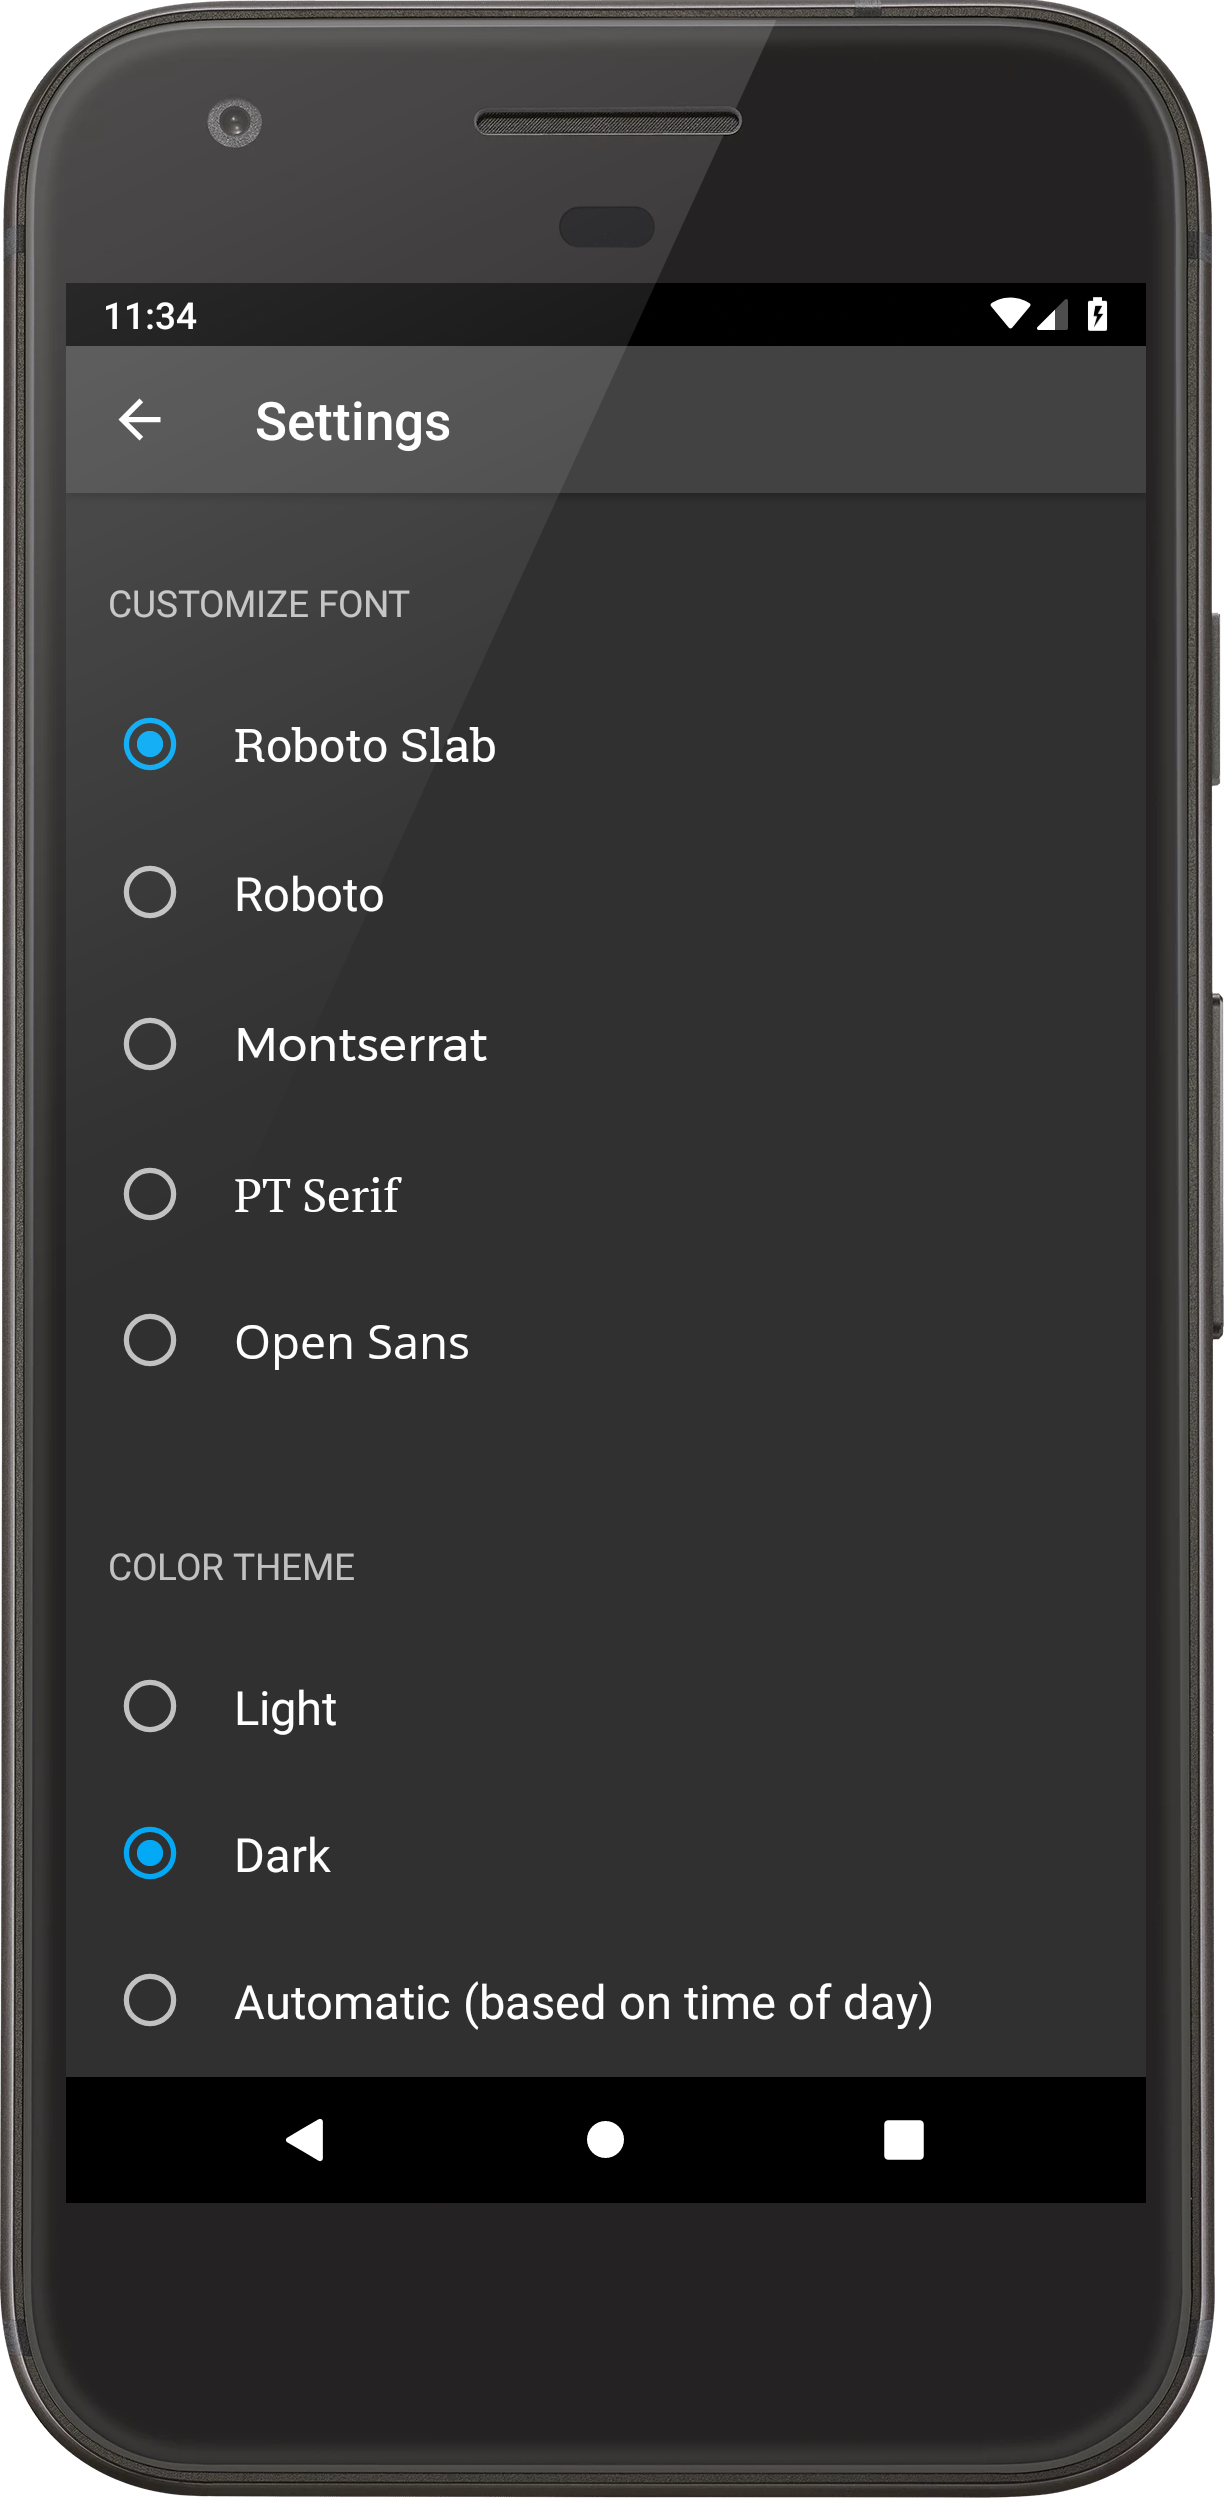 11:34
Settings
CUSTOMIZE FONT
Roboto Slab
Roboto
Montserrat
PT Serif
Open Sans
COLOR THEME
Light
Dark
Automatic (based on time of day)